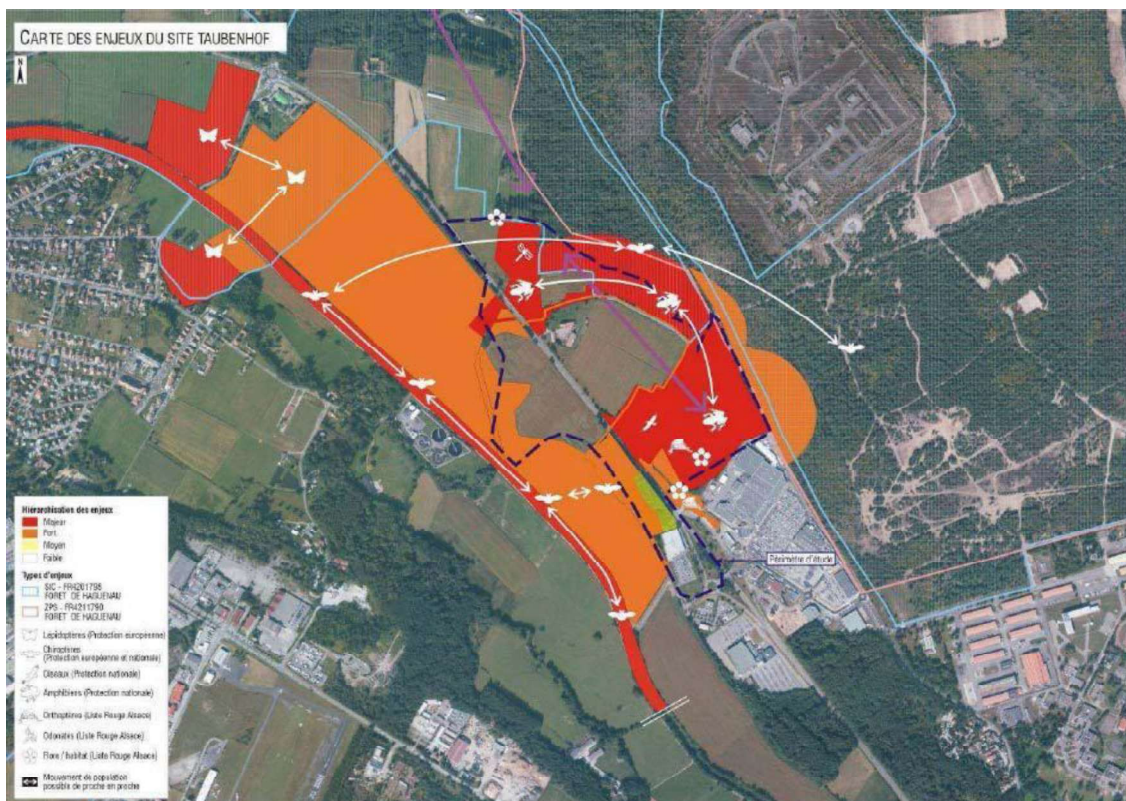 CARTE DES ENJEUX DU SITE TAUBENHOF
N
Périmètre d'étude
Hiérarchisation des enjeux
Majeur
Fort
Moyen
Faible
Types d'enjeux
SIC - FR4201798
FORET DE HAGUENAU
ZPS - FR4211790
FORET DE HAGUENAU
Lépidoptères (Protection européenne)
Chiroptères
(Protection européenne et nationale)
Oiseaux (Protection nationale)
Amphibiens (Protection nationale)
Orthoptères (Liste Rouge Alsace)
Odonates (Liste Rouge Alsace)
Flore / habitat (Liste Rouge Alsace)
Mouvement de population
possible de proche en proche